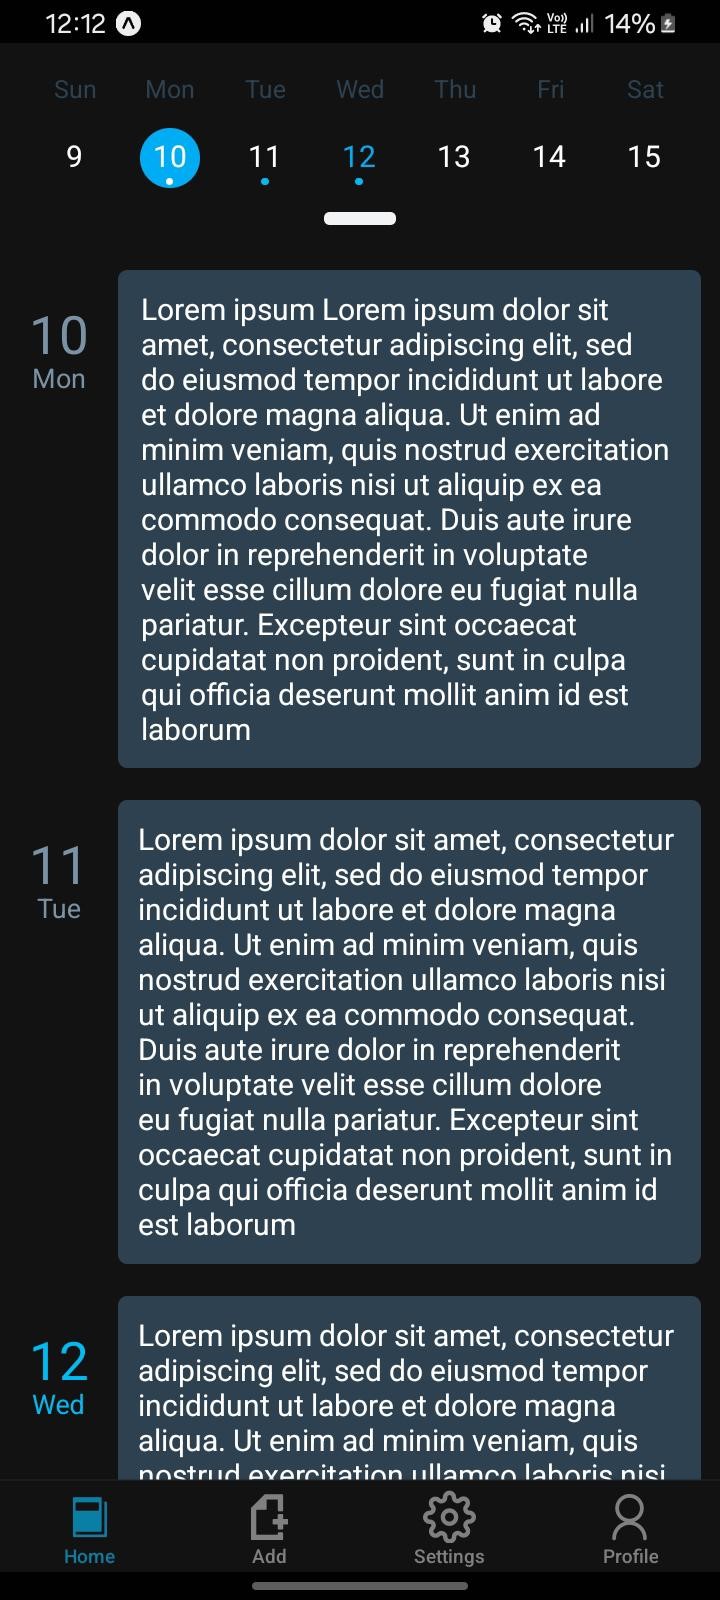 12:12
Vo))
LTE
14%
Sun Mon Tue Wed Thu Fri Sat
9 10 11 12 13 14 15
10
Mon
Lorem ipsum Lorem ipsum dolor sit
amet, consectetur adipiscing elit, sed
do eiusmod tempor incididunt ut labore
et dolore magna aliqua. Ut enim ad
minim veniam, quis nostrud exercitation
ullamco laboris nisi ut aliquip ex ea
commodo consequat. Duis aute irure
dolor in reprehenderit in voluptate
velit esse cillum dolore eu fugiat nulla
pariatur. Excepteur sint occaecat
cupidatat non proident, sunt in culpa
qui officia deserunt mollit anim id est
laborum
11
Tue
Lorem ipsum dolor sit amet, consectetur
adipiscing elit, sed do eiusmod tempor
incididunt ut labore et dolore magna
aliqua. Ut enim ad minim veniam, quis
nostrud exercitation ullamco laboris nisi
ut aliquip ex ea commodo consequat.
Duis aute irure dolor in reprehenderit
in voluptate velit esse cillum dolore
eu fugiat nulla pariatur. Excepteur sint
occaecat cupidatat non proident, sunt in
culpa qui officia deserunt mollit anim id
est laborum
12
Wed
Lorem ipsum dolor sit amet, consectetur
adipiscing elit, sed do eiusmod tempor
incididunt ut labore et dolore magna
aliqua. Ut enim ad minim veniam, quis
nostrud exercitation ullamco laboris nisi
Home Add Settings Profile